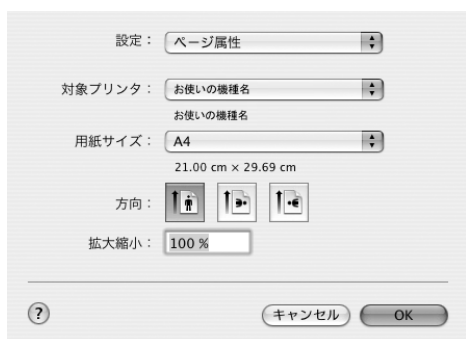 設定： ページ属性
対象プリンタ： お使いの機種名
お使いの機種名
用紙サイズ： A4
21.00 cm × 29.69 cm
方向：
拡大縮小： 100 %
? キャンセル OK